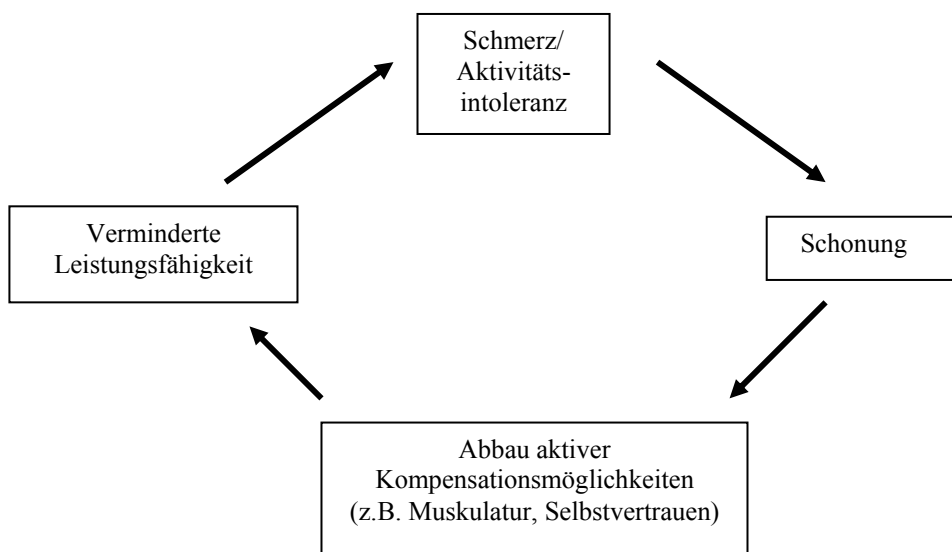 Schmerz/
Aktivitäts-
intoleranz
Schonung
Abbau aktiver
Kompensationsmöglichkeiten
(z.B. Muskulatur, Selbstvertrauen)
Verminderte
Leistungsfähigkeit